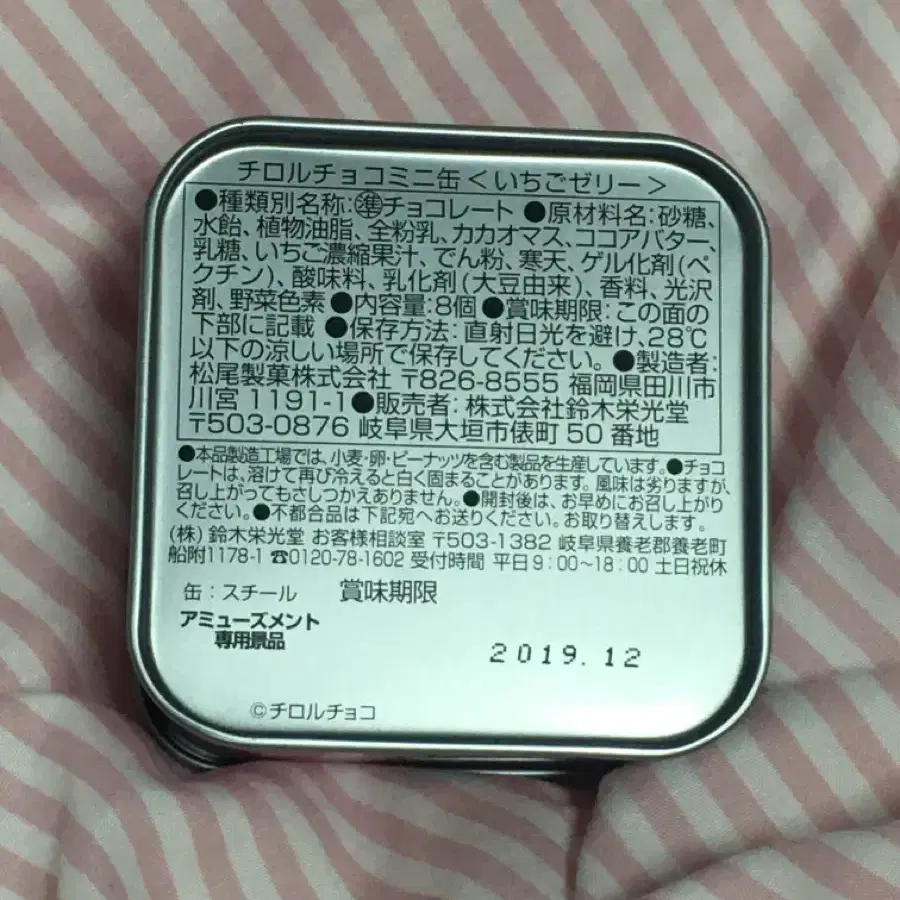 チロルチョコミニ缶＜いちごゼリー＞
●種類別名称:㊜チョコレート ●原材料名:砂糖、
水飴、植物油脂、全粉乳、カカオマス、ココアバター、
乳糖、いちご濃縮果汁、でん粉、寒天、ゲル化剤(ペ
クチン)、酸味料、乳化剤(大豆由来)、香料、光沢
剤、野菜色素 ●内容量:8個 ●賞味期限:この面の
下部に記載 ●保存方法:直射日光を避け、28℃
以下の涼しい場所で保存してください。●製造者:
松尾製菓株式会社 〒826-8555 福岡県田川市
川宮 1191-1 ●販売者:株式会社鈴木栄光堂
〒503-0876 岐阜県大垣市俵町 50 番地
●本品製造工場では、小麦・卵・ピーナッツを含む製品を生産しています。●チョコ
レートは、溶けて再び冷えると白く固まることがあります。風味は劣りますが、
召し上がってもさしつかえありません。●開封後は、お早めにお召し上がり
ください。●不都合品は下記宛へお送りください。お取り替えします。
(株)鈴木栄光堂 お客様相談室 〒503-1382 岐阜県養老郡養老町
船附1178-1 ☎0120-78-1602 受付時間 平日9:00～18:00 土日祝休
缶:スチール 賞味期限
アミューズメント
専用景品
2019.12
©チロルチョコ